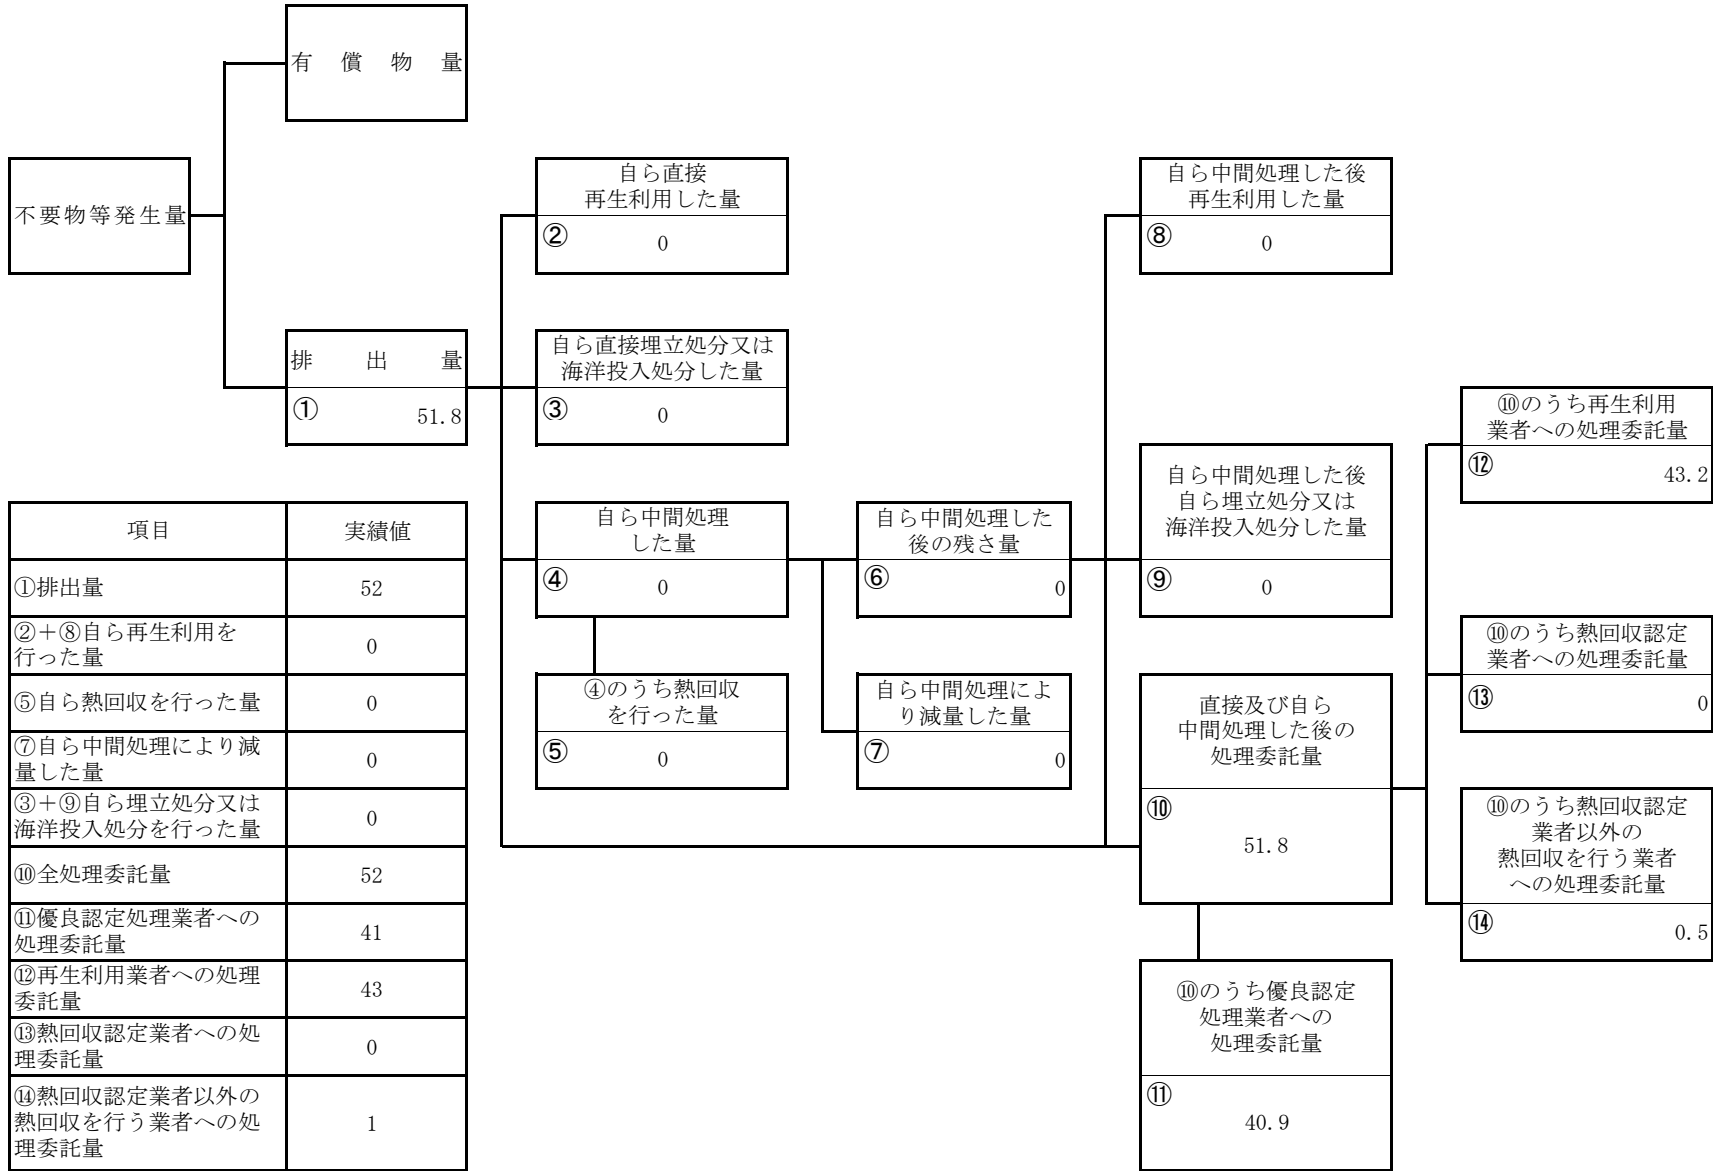 有償物量
不要物等発生量
排出量
① 51.8
自ら直接
再生利用した量
② 0
自ら直接埋立処分又は
海洋投入処分した量
③ 0
自ら中間処理
した量
④ 0
④のうち熱回収
を行った量
⑤ 0
自ら中間処理した
後の残さ量
⑥ 0
自ら中間処理によ
り減量した量
⑦ 0
自ら中間処理した後
再生利用した量
⑧ 0
自ら中間処理した後
自ら埋立処分又は
海洋投入処分した量
⑨ 0
直接及び自ら
中間処理した後の
処理委託量
⑩
51.8
⑩のうち優良認定
処理業者への
処理委託量
⑪
40.9
⑩のうち再生利用
業者への処理委託量
⑫ 43.2
⑩のうち熱回収認定
業者への処理委託量
⑬ 0
⑩のうち熱回収認定
業者以外の
熱回収を行う業者
への処理委託量
⑭ 0.5
項目 実績値
①排出量 52
②+⑧自ら再生利用を
行った量 0
⑤自ら熱回収を行った量 0
⑦自ら中間処理により減
量した量 0
③+⑨自ら埋立処分又は
海洋投入処分を行った量 0
⑩全処理委託量 52
⑪優良認定処理業者への
処理委託量 41
⑫再生利用業者への処理
委託量 43
⑬熱回収認定業者への処
理委託量 0
⑭熱回収認定業者以外の
熱回収を行う業者への処
理委託量 1